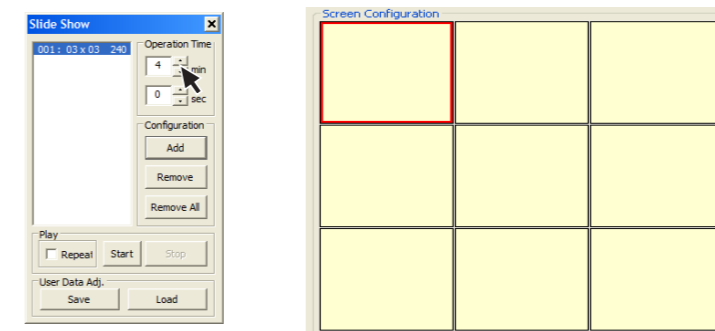 Slide Show
001 : 03 x 03 240
Operation Time
4 min
0 sec
Configuration
Add
Remove
Remove All
Play
Repeat Start Stop
User Data Adj.
Save Load
Screen Configuration